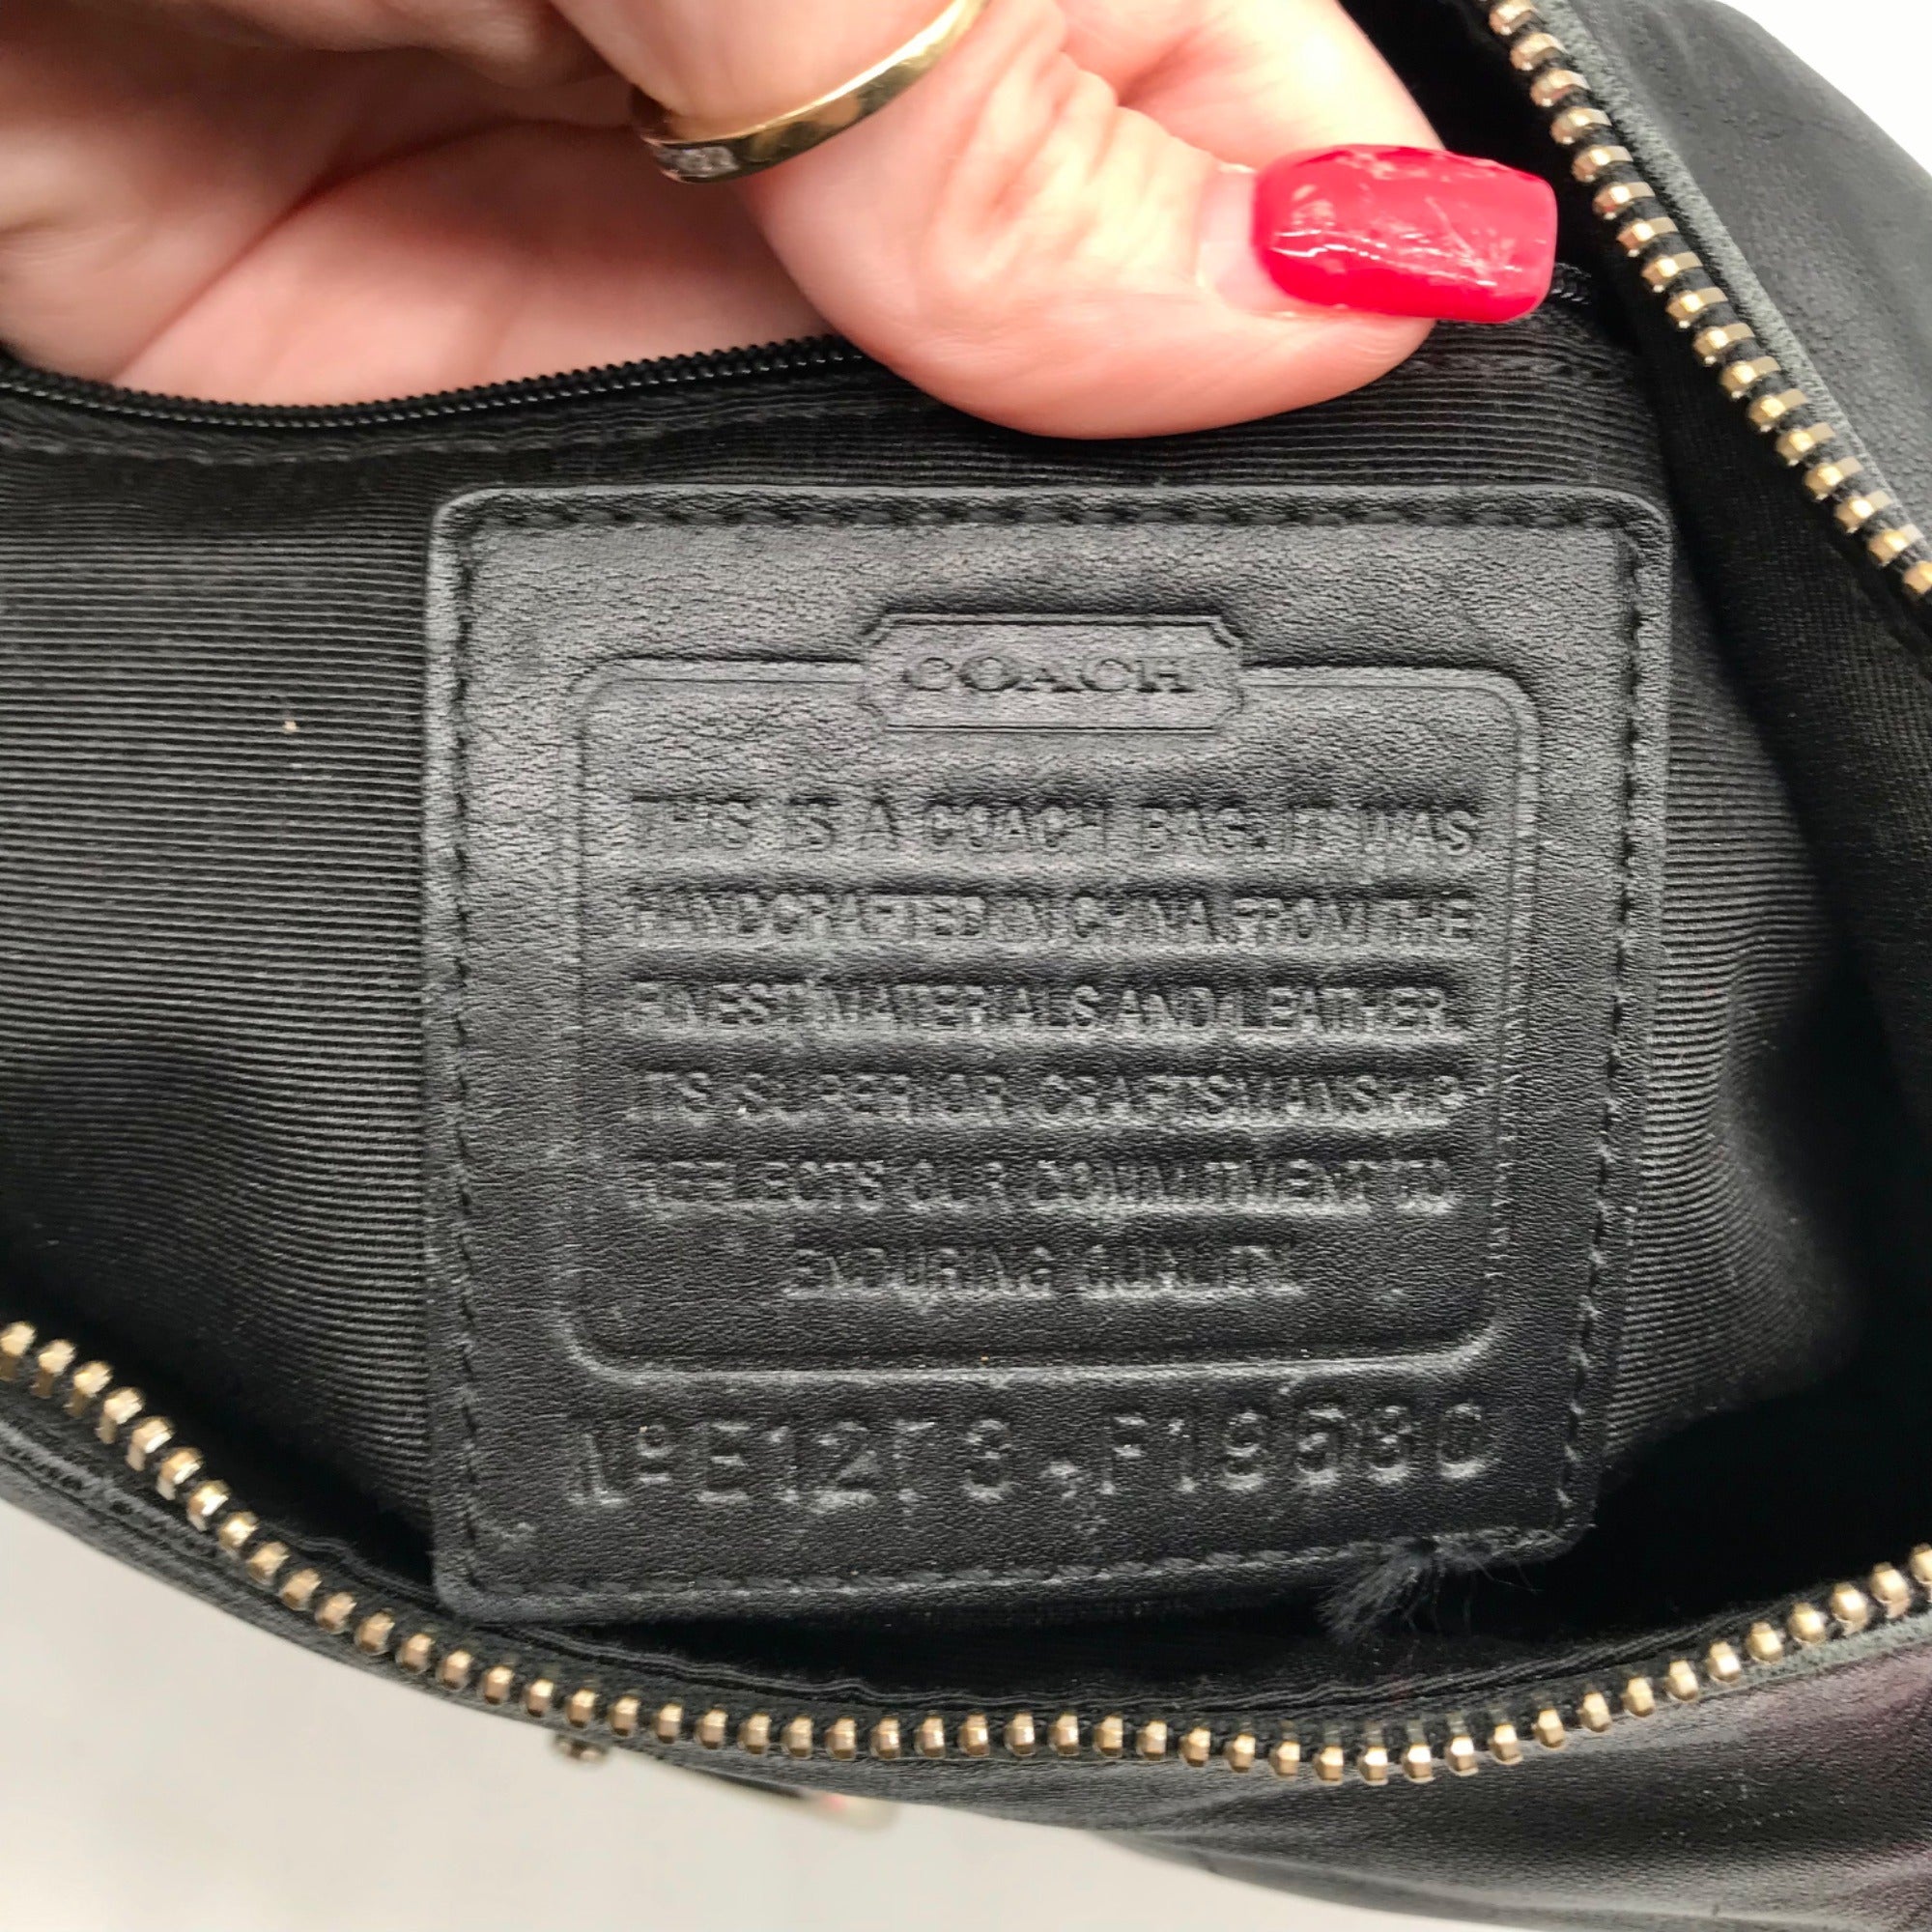 COACH
THIS IS A COACH BAG. IT WAS
HANDCRAFTED IN CHINA FROM THE
FINEST MATERIALS AND LEATHER.
ITS SUPERIOR CRAFTSMANSHIP
REFLECTS OUR COMMITMENT TO
ENDURING QUALITY.